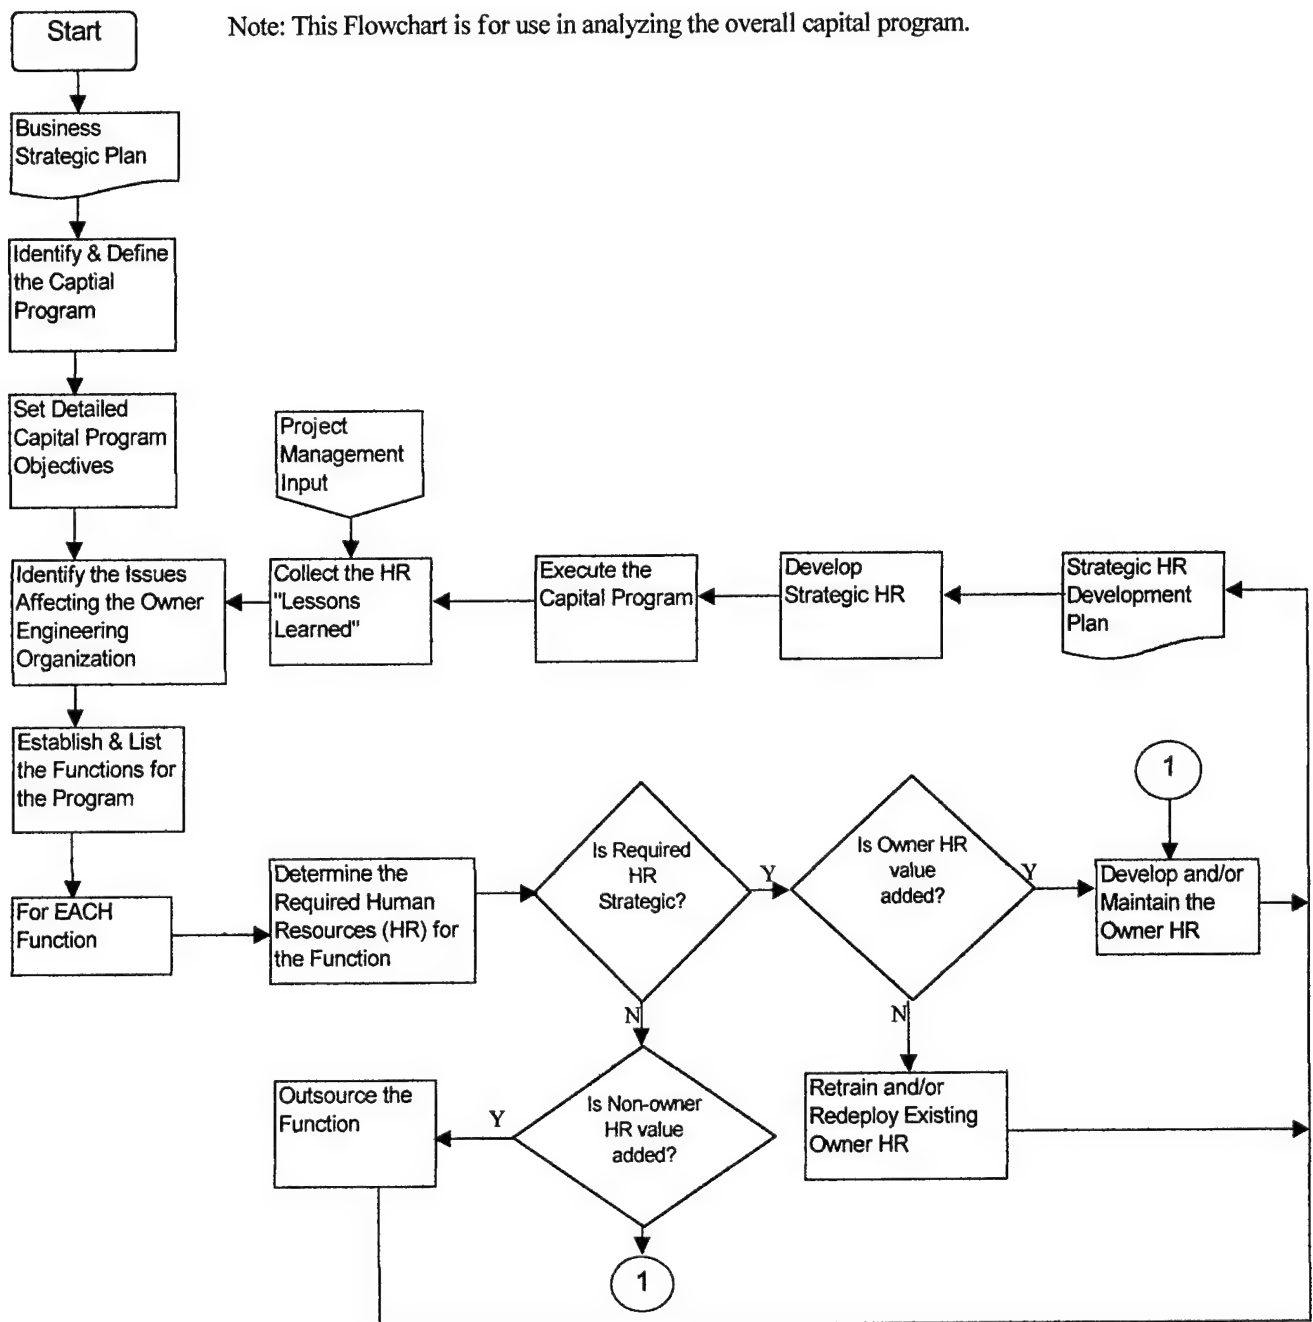 Start
Note: This Flowchart is for use in analyzing the overall capital program.
Business
Strategic Plan
Identify & Define
the Captial
Program
Set Detailed
Capital Program
Objectives
Project
Management
Input
Identify the Issues
Affecting the Owner
Engineering
Organization
Collect the HR
"Lessons
Learned"
Execute the
Capital Program
Develop
Strategic HR
Strategic HR
Development
Plan
Establish & List
the Functions for
the Program
1
For EACH
Function
Determine the
Required Human
Resources (HR) for
the Function
Is Required
HR
Strategic?
Y
Is Owner HR
value
added?
Y
Develop and/or
Maintain the
Owner HR
N
N
Outsource the
Function
Y
Is Non-owner
HR value
added?
Retrain and/or
Redeploy Existing
Owner HR
1